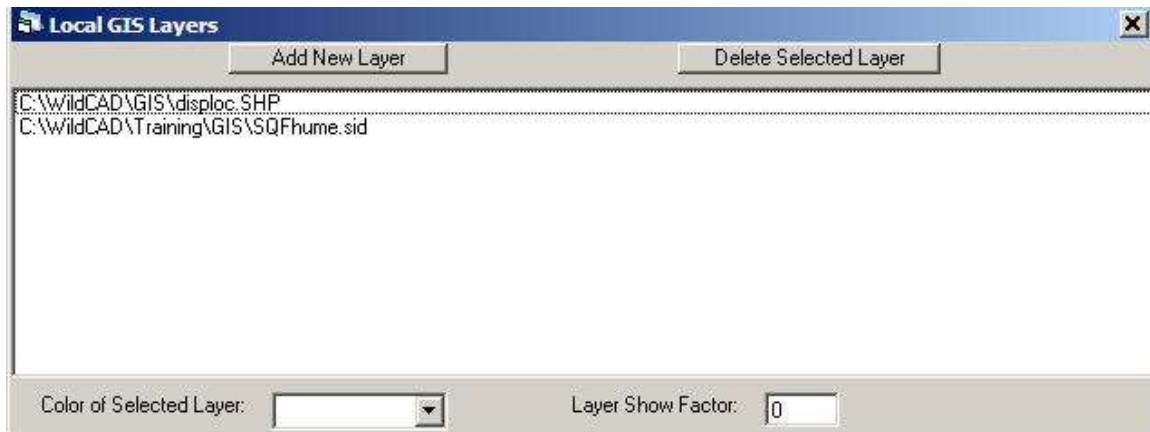 Local GIS Layers
Add New Layer Delete Selected Layer
C:\WildCAD\GIS\disploc.SHP
C:\WildCAD\Training\GIS\SQFhume.sid
Color of Selected Layer: Layer Show Factor: 0